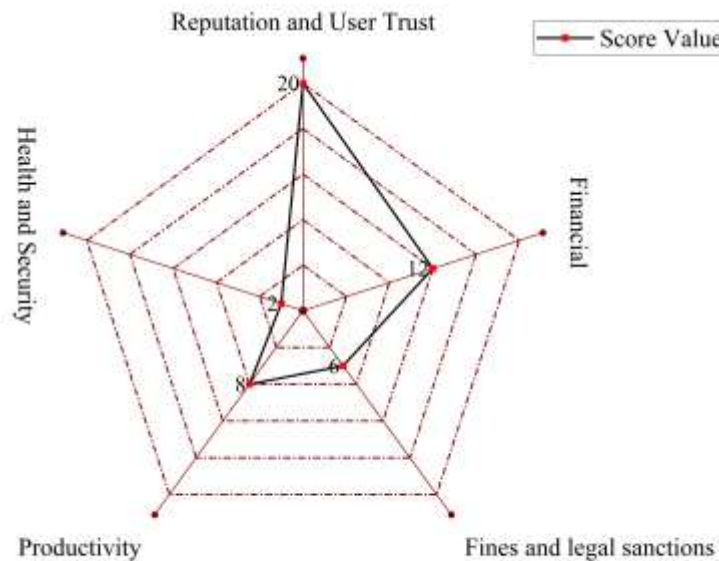 Reputation and User Trust
Score Value
20
Health and Security
Financial
12
2
6
8
Productivity
Fines and legal sanctions